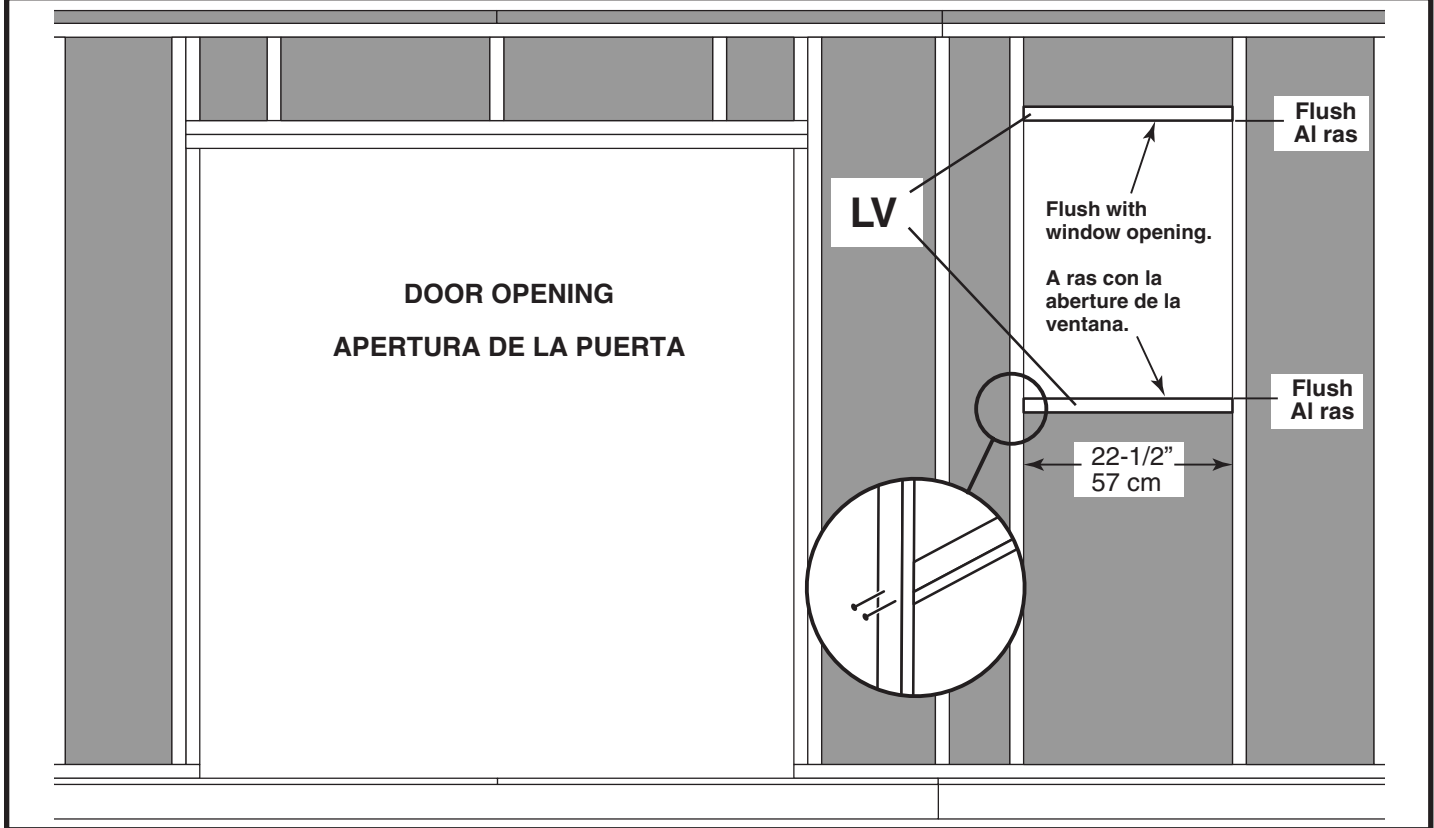 Flush
Al ras
LV
Flush with
window opening.
A ras con la
aberture de la
ventana.
DOOR OPENING
APERTURA DE LA PUERTA
Flush
Al ras
22-1/2”
57 cm